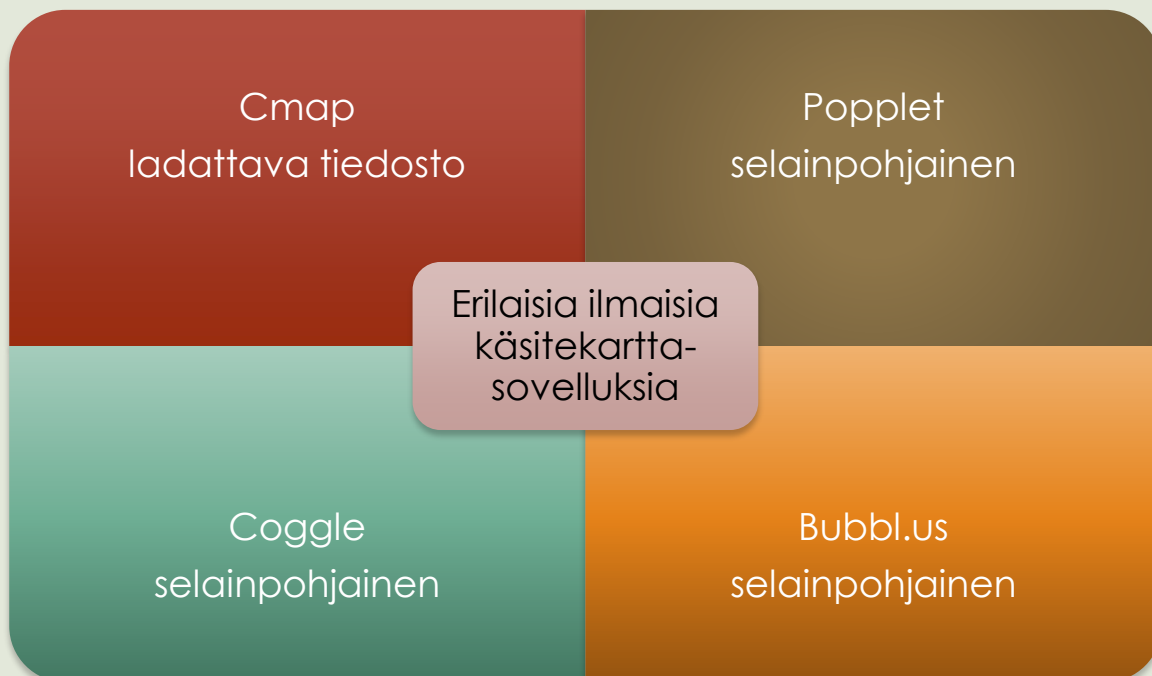 Cmap
ladattava tiedosto
Popplet
selainpohjainen
Erilaisia ilmaisia
käsitekartta-
sovelluksia
Coggle
selainpohjainen
Bubbl.us
selainpohjainen